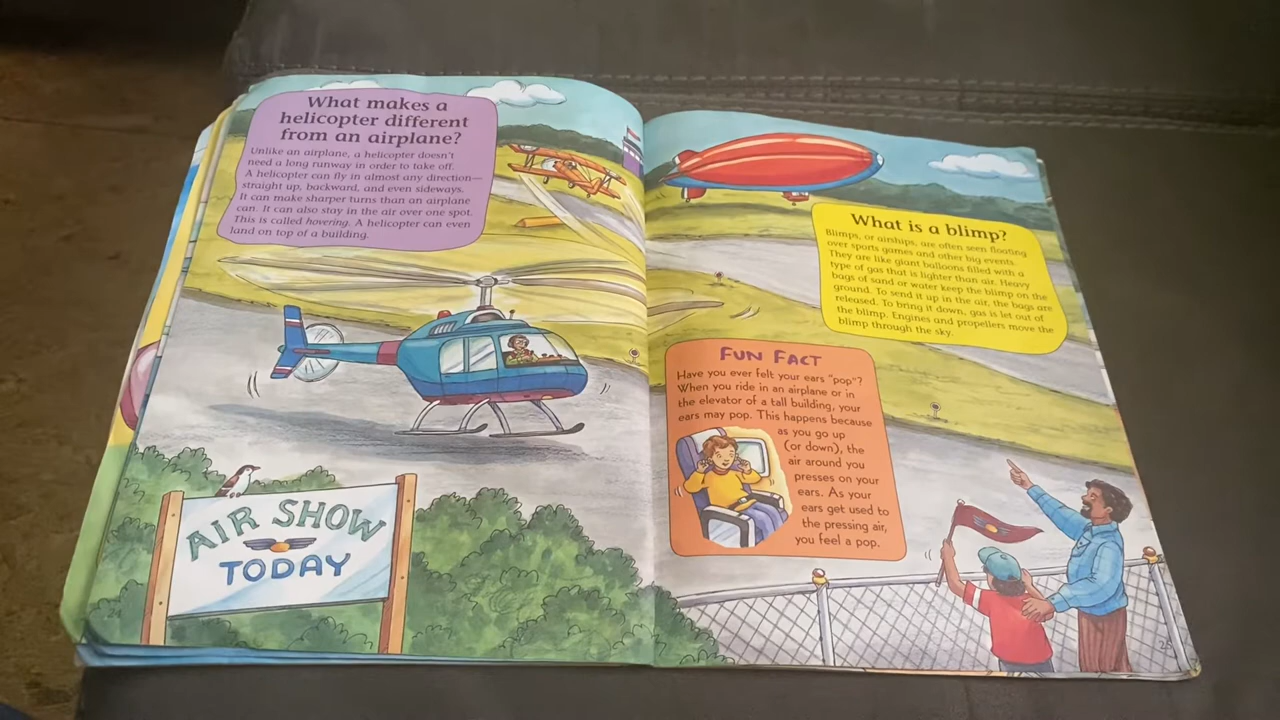 What makes a
helicopter different
from an airplane?
Unlike an airplane, a helicopter doesn't
need a long runway in order to take off.
A helicopter can fly in almost any direction—
straight up, backward, and even sideways.
It can make sharper turns than an airplane
can. It can also stay in the air over one spot.
This is called hovering. A helicopter can even
land on top of a building.
AIR SHOW
TODAY
24
What is a blimp?
Blimps, or airships, are often seen floating
over sports games and other big events.
They are like giant balloons filled with a
type of gas that is lighter than air. Heavy
bags of sand or water keep the blimp on the
ground. To send it up in the air, the bags are
released. To bring it down, gas is let out of
the blimp. Engines and propellers move the
blimp through the sky.
FUN FACT
Have you ever felt your ears "pop"?
When you ride in an airplane or in
the elevator of a tall building, your
ears may pop. This happens because
as you go up
(or down), the
air around you
presses on your
ears. As your
ears get used to
the pressing air,
you feel a pop.
25